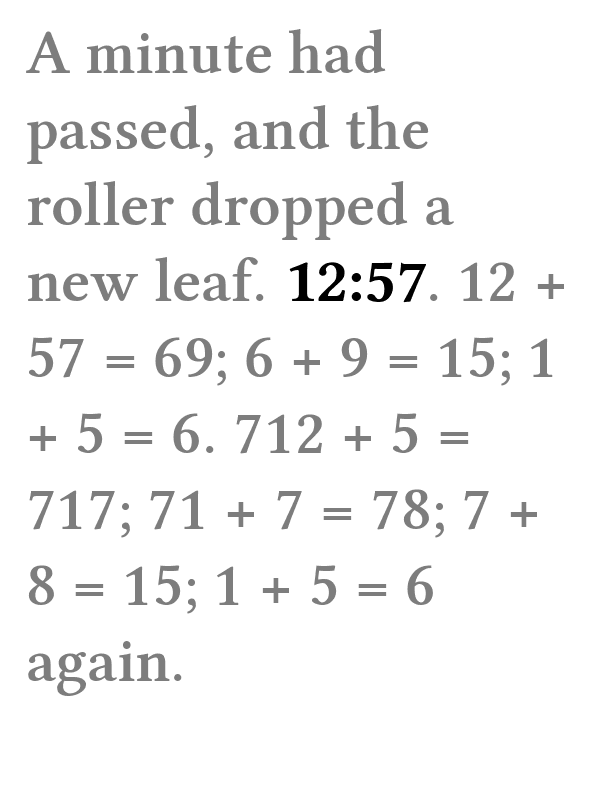 A minute had
passed, and the
roller dropped a
new leaf. 12:57. 12 +
57 = 69; 6 + 9 = 15; 1
+ 5 = 6. 712 + 5 =
717; 71 + 7 = 78; 7 +
8 = 15; 1 + 5 = 6
again.